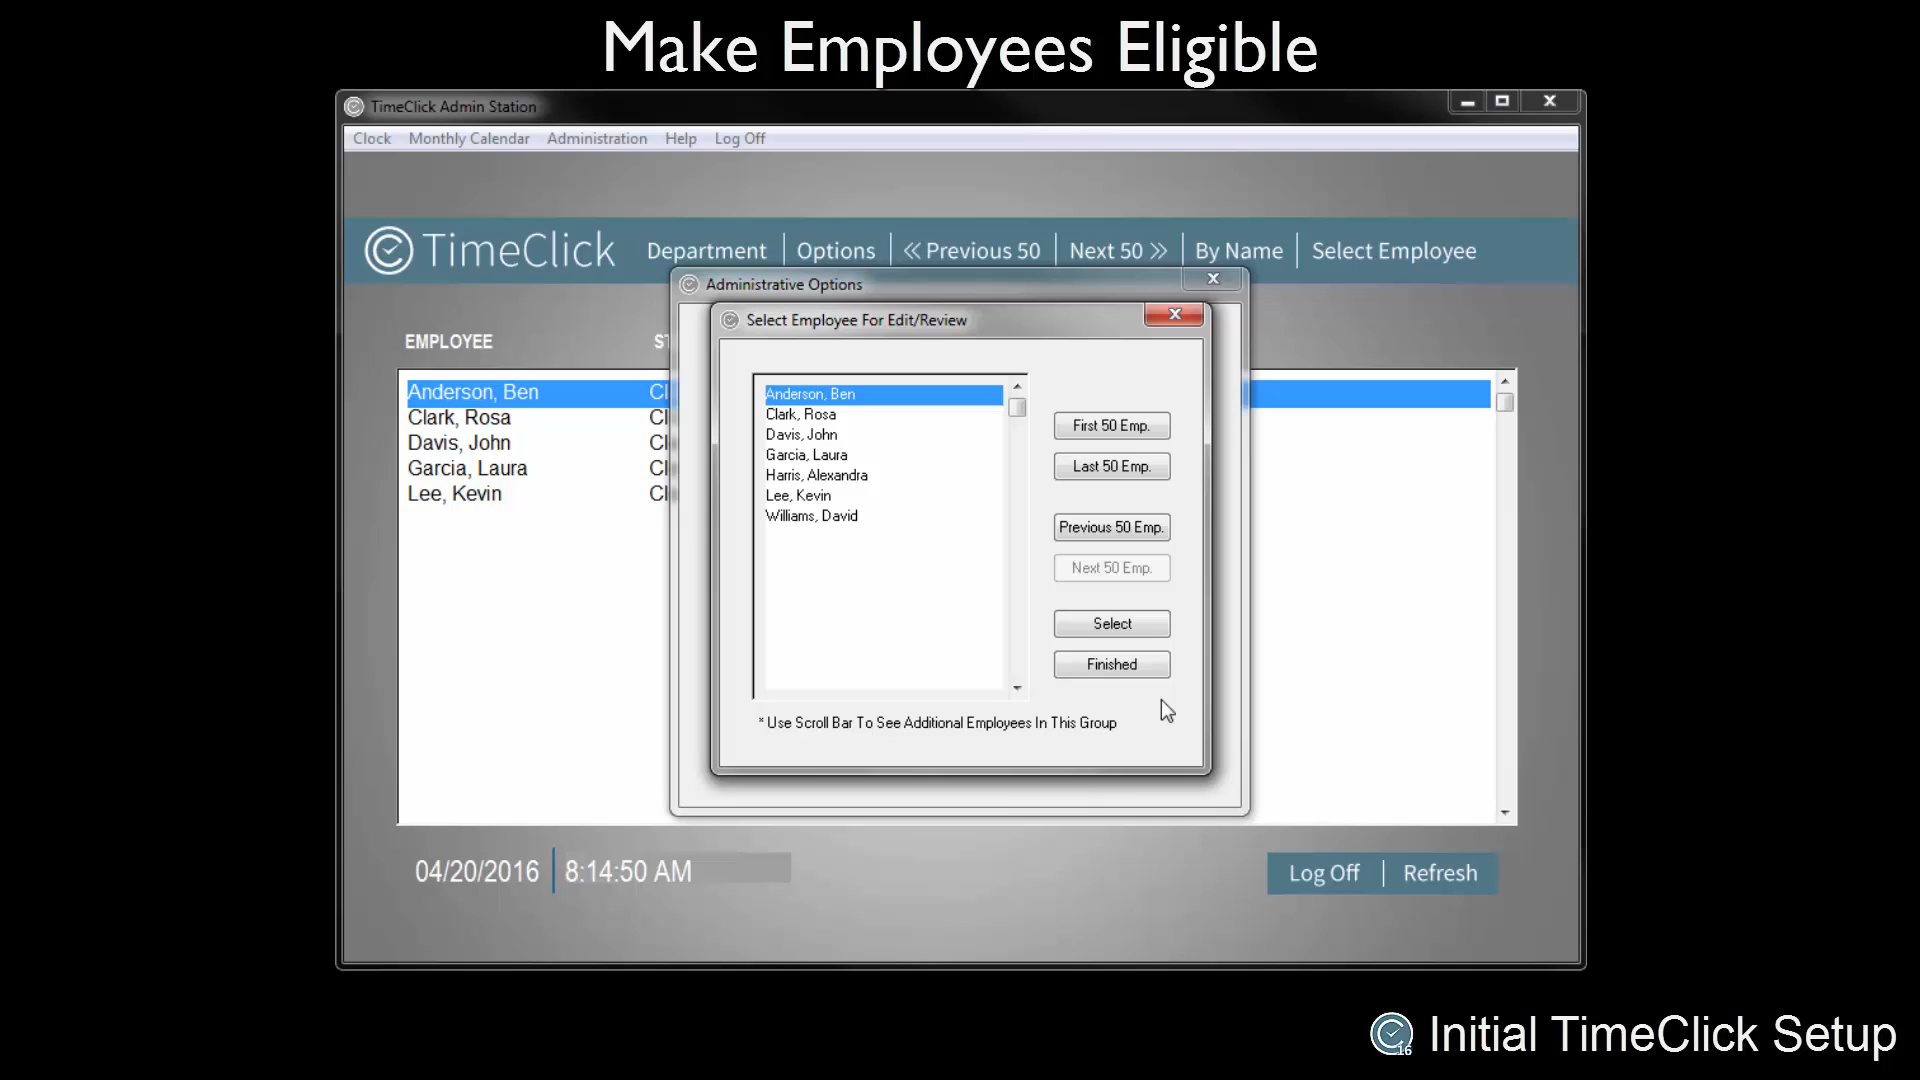 Make Employees Eligible
TimeClick Admin Station
Clock Monthly Calendar Administration Help Log Off
TimeClick Department Options Previous 50 Next 50 By Name Select Employee
Administrative Options
Select Employee For Edit/Review
EMPLOYEE
Anderson, Ben
Clark, Rosa
Davis, John
Garcia, Laura
Lee, Kevin
Anderson, Ben
Clark, Rosa
Davis, John
Garcia, Laura
Harris, Alexandra
Lee, Kevin
Williams, David
First 50 Emp.
Last 50 Emp.
Previous 50 Emp.
Next 50 Emp.
Select
Finished
* Use Scroll Bar To See Additional Employees In This Group
04/20/2016 8:14:50 AM
Log Off Refresh
16 Initial TimeClick Setup